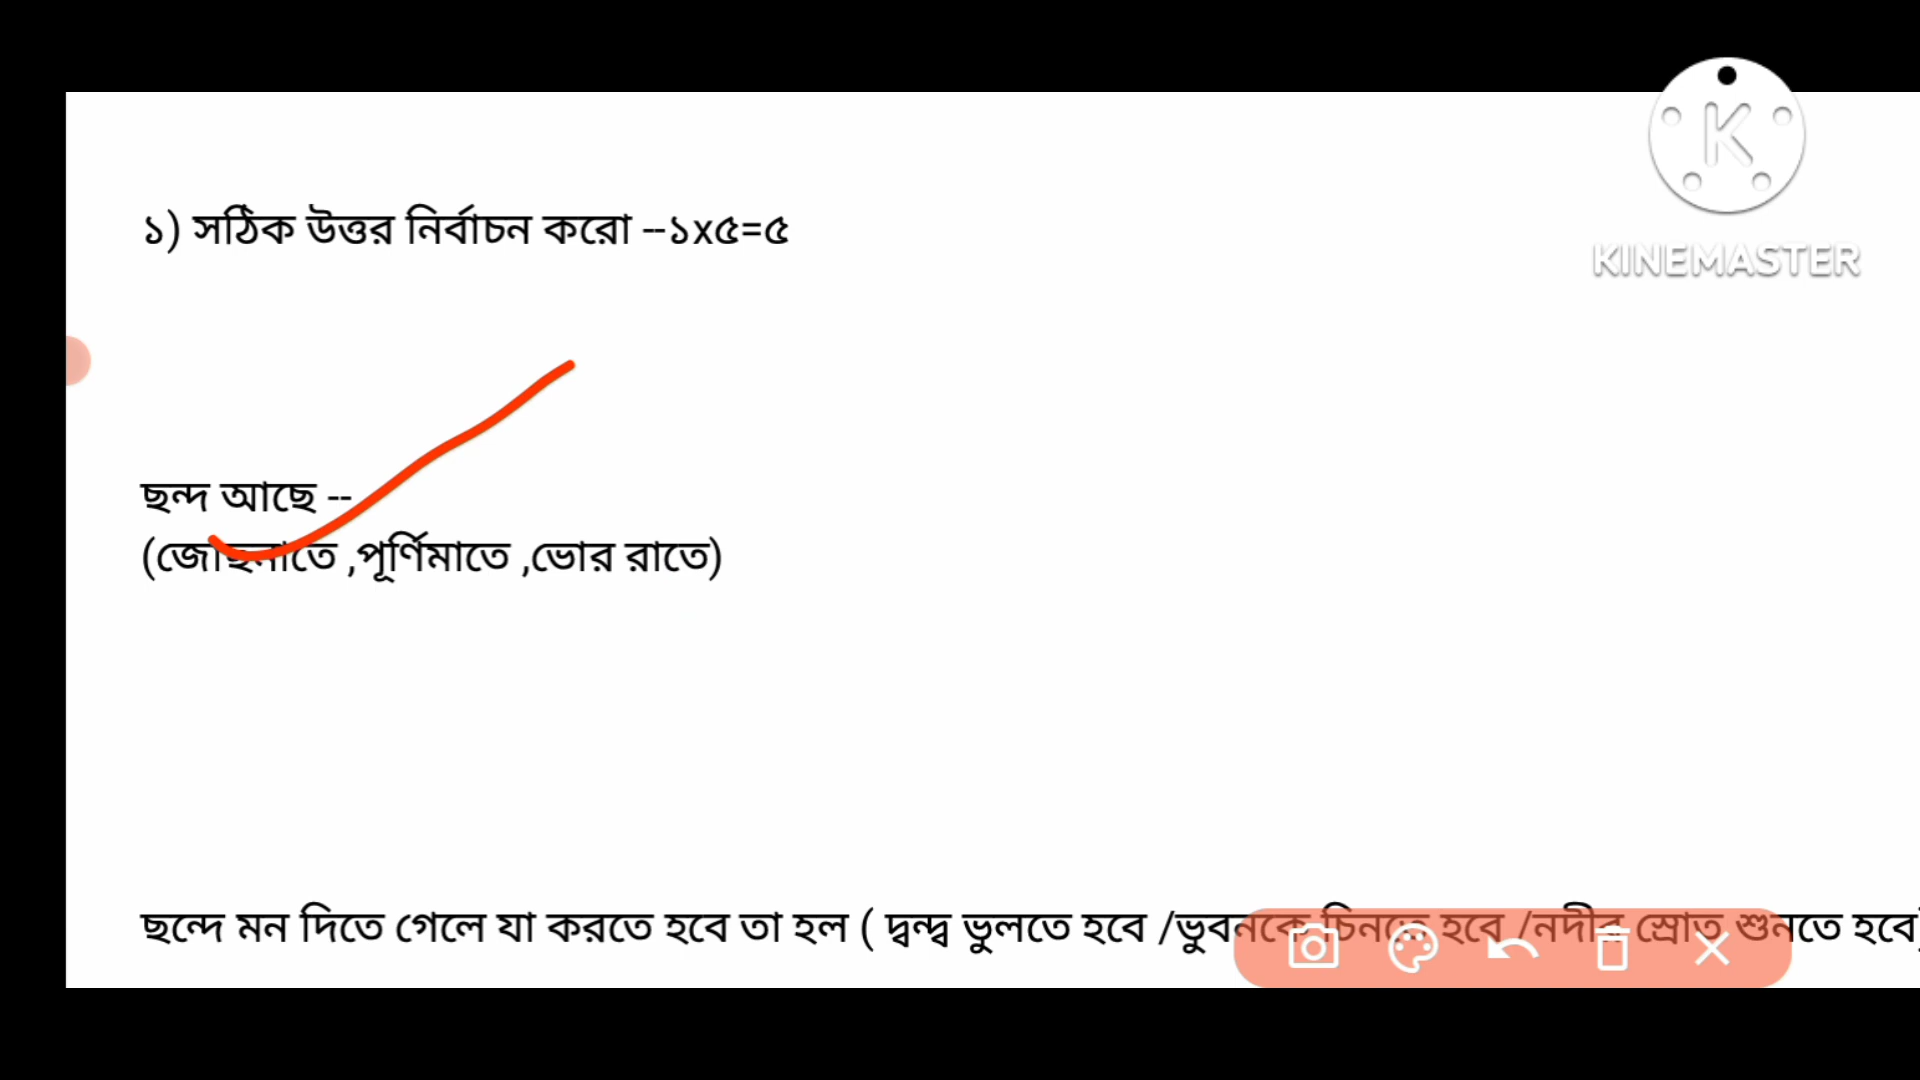 KINEMASTER
১) সঠিক উত্তর নির্বাচন করো --১x৫=৫
ছন্দ আছে --
(জোছনাতে ,পূর্ণিমাতে ,ভোর রাতে)
ছন্দে মন দিতে গেলে যা করতে হবে তা হল ( দ্বন্দ্ব ভুলতে হবে /ভুবনকে চিনতে হবে /নদীর স্রোত শুনতে হবে)